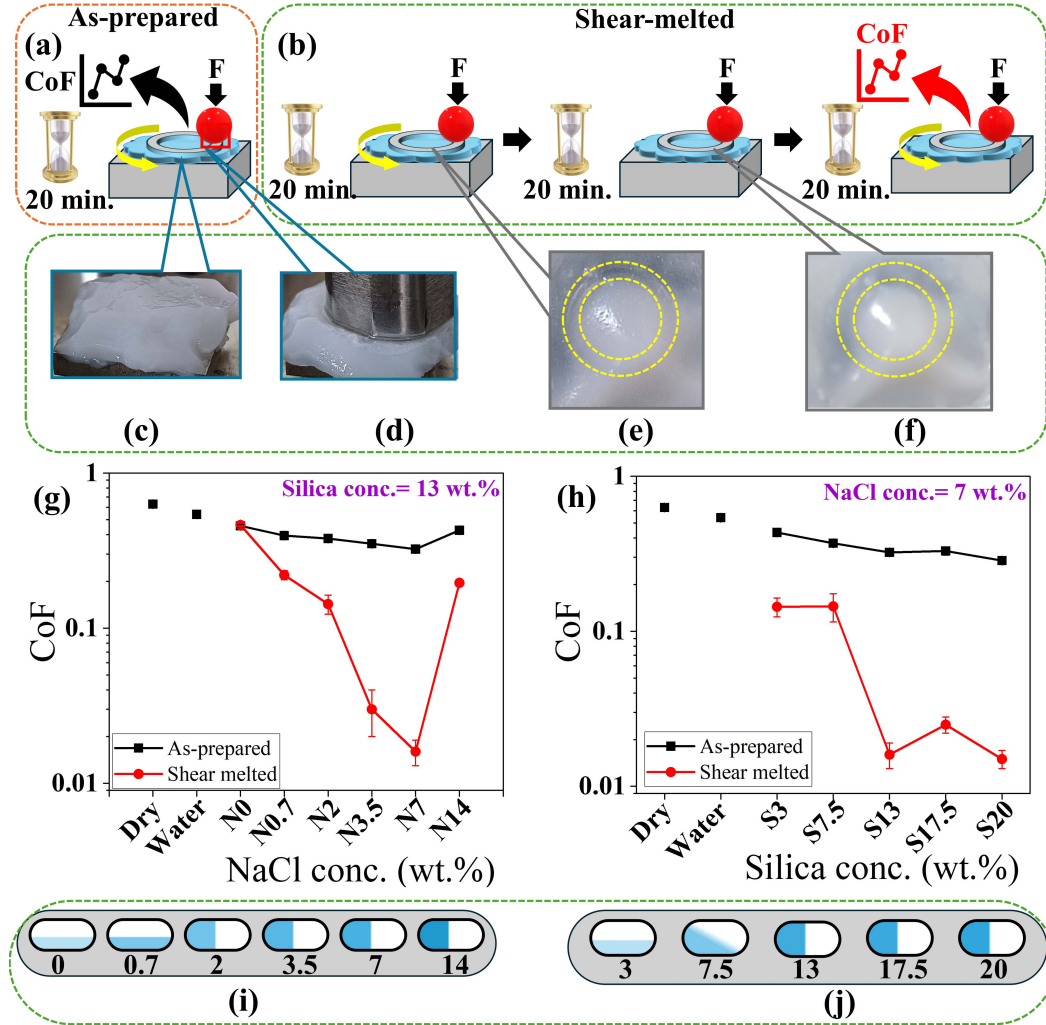 As-prepared
(a)
CoF
F
20 min.
Shear-melted
(b)
F
20 min.
F
20 min.
CoF
F
20 min.
(c)
(d)
(e)
(f)
(g)
Silica conc.= 13 wt.%
1
0.1
0.01
CoF
As-prepared
Shear melted
Dry
Water
N0
N0.7
N2
N3.5
N7
N14
NaCl conc. (wt.%)
(h)
NaCl conc.= 7 wt.%
1
0.1
0.01
CoF
As-prepared
Shear melted
Dry
Water
S3
S7.5
S13
S17.5
S20
Silica conc. (wt.%)
0 0.7 2 3.5 7 14
(i)
3 7.5 13 17.5 20
(j)